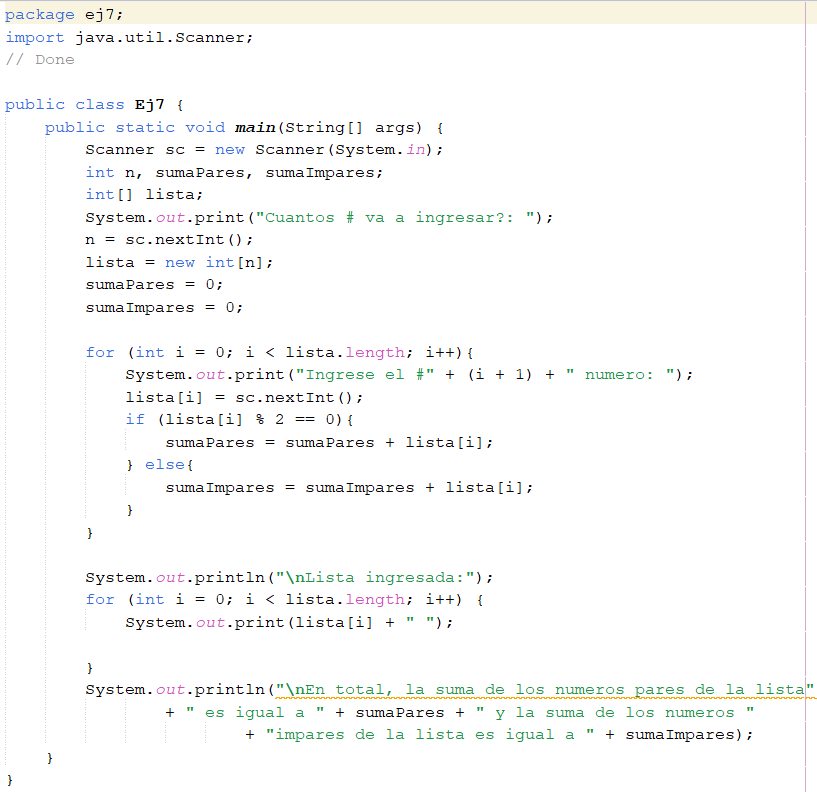 package ej7;
import java.util.Scanner;
// Done
public class Ej7 {
    public static void main(String[] args) {
        Scanner sc = new Scanner(System.in);
        int n, sumaPares, sumaImpares;
        int[] lista;
        System.out.print("Cuantos # va a ingresar?: ");
        n = sc.nextInt();
        lista = new int[n];
        sumaPares = 0;
        sumaImpares = 0;
        for (int i = 0; i < lista.length; i++){
            System.out.print("Ingrese el #" + (i + 1) + " numero: ");
            lista[i] = sc.nextInt();
            if (lista[i] % 2 == 0){
                sumaPares = sumaPares + lista[i];
            } else{
                sumaImpares = sumaImpares + lista[i];
            }
        }
        System.out.println("\nLista ingresada:");
        for (int i = 0; i < lista.length; i++) {
            System.out.print(lista[i] + " ");
        }
        System.out.println("\nEn total, la suma de los numeros pares de la lista"
                + " es igual a " + sumaPares + " y la suma de los numeros "
                        + "impares de la lista es igual a " + sumaImpares);
    }
}